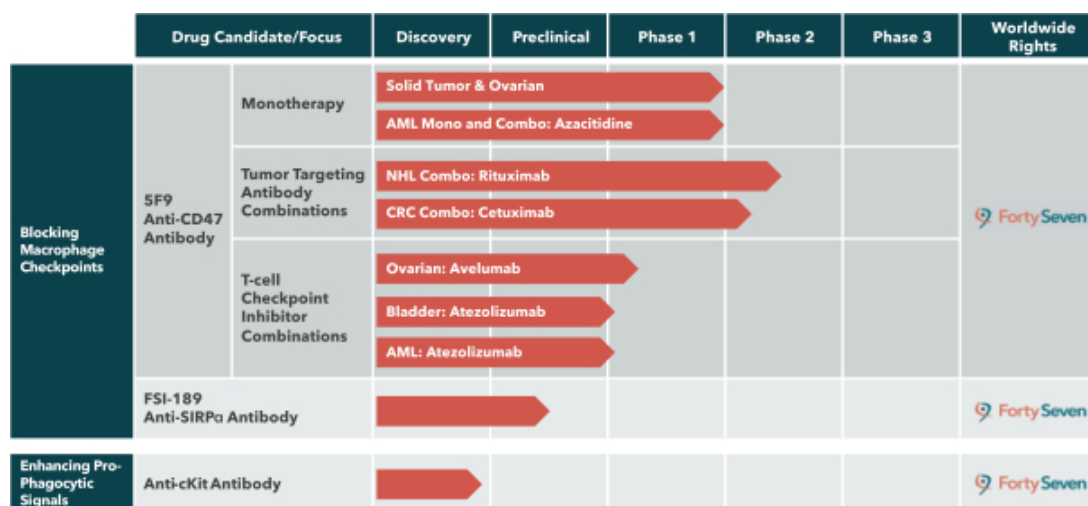 Drug Candidate/Focus
Discovery
Preclinical
Phase 1
Phase 2
Phase 3
Worldwide
Rights
Blocking
Macrophage
Checkpoints
5F9
Anti-CD47
Antibody
Monotherapy
Solid Tumor & Ovarian
AML Mono and Combo: Azacitidine
Tumor Targeting
Antibody
Combinations
NHL Combo: Rituximab
CRC Combo: Cetuximab
T-cell
Checkpoint
Inhibitor
Combinations
Ovarian: Avelumab
Bladder: Atezolizumab
AML: Atezolizumab
FortySeven
FSI-189
Anti-SIRPα Antibody
FortySeven
Enhancing Pro-
Phagocytic
Signals
Anti-cKit Antibody
FortySeven